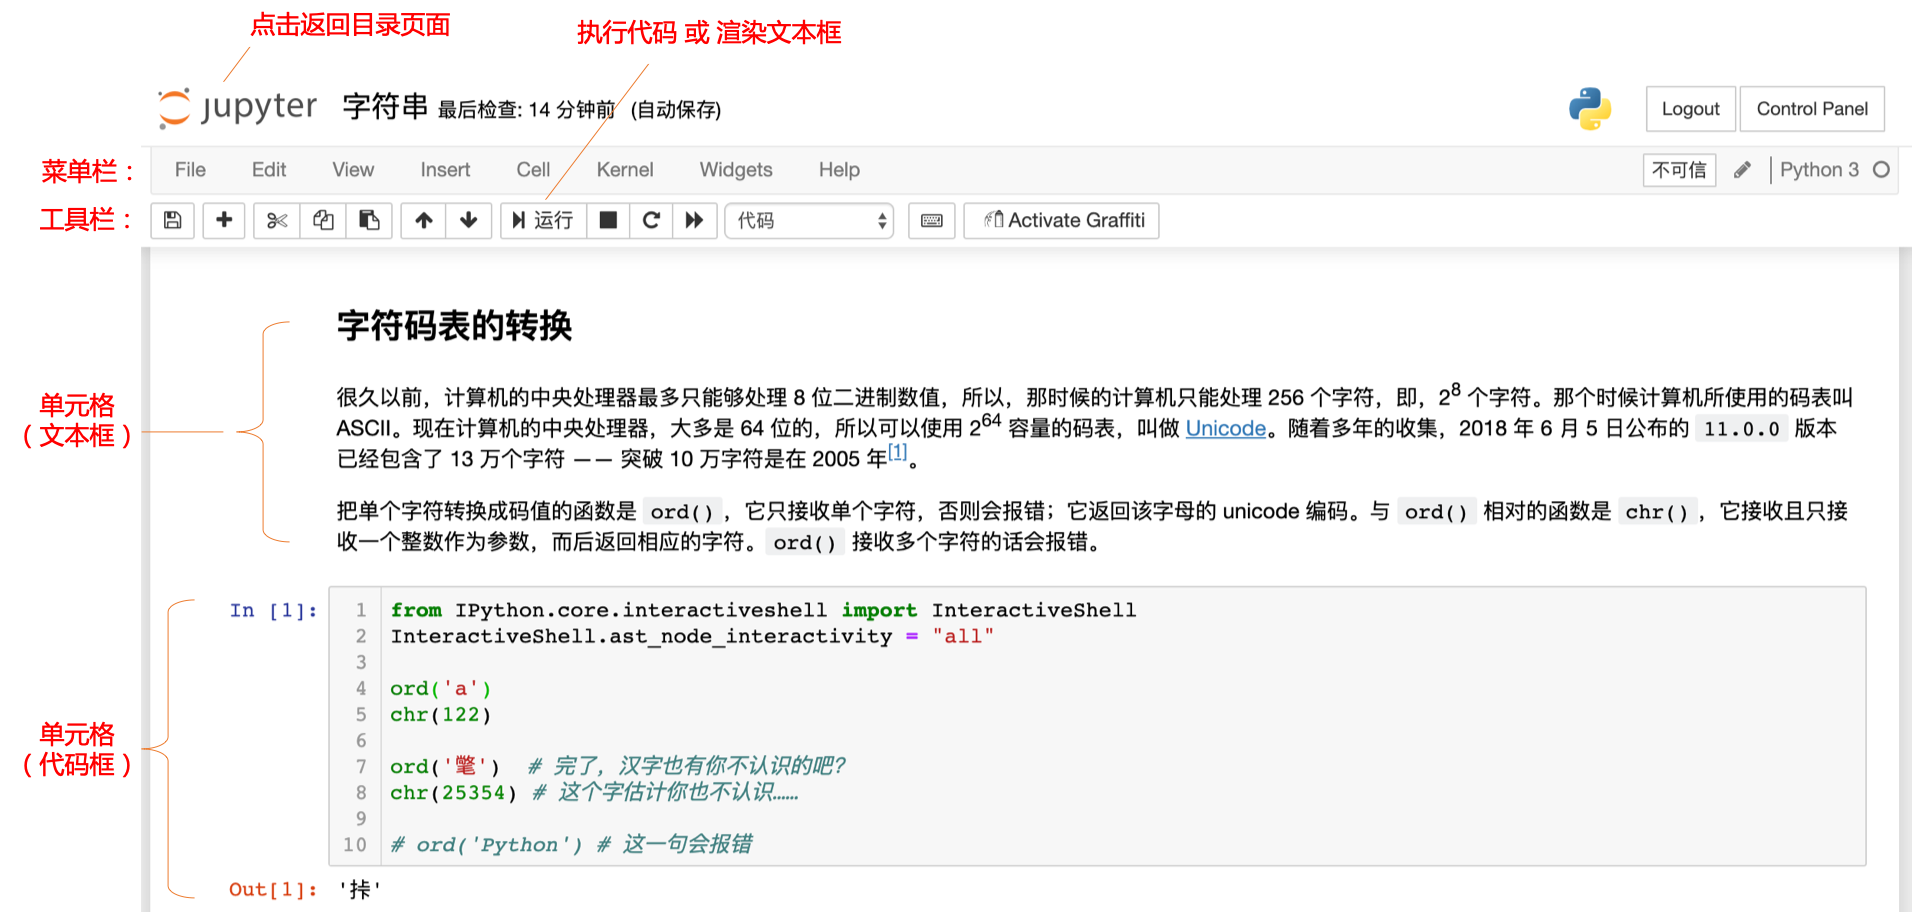 点击返回目录页面
执行代码 或 渲染文本框
jupyter 字符串 最后检查: 14 分钟前 (自动保存) Logout Control Panel
菜单栏： File Edit View Insert Cell Kernel Widgets Help 不可信 Python 3
工具栏： 运行 代码 Activate Graffiti
字符码表的转换
很久以前，计算机的中央处理器最多只能够处理 8 位二进制数值，所以，那时候的计算机只能处理 256 个字符，即，2⁸ 个字符。那个时候计算机所使用的码表叫
ASCII。现在计算机的中央处理器，大多是 64 位的，所以可以使用 2⁶⁴ 容量的码表，叫做 Unicode。随着多年的收集，2018 年 6 月 5 日公布的 11.0.0 版本
已经包含了 13 万个字符 —— 突破 10 万字符是在 2005 年[1]。
单元格
（文本框）
把单个字符转换成码值的函数是 ord()，它只接收单个字符，否则会报错；它返回该字母的 unicode 编码。与 ord() 相对的函数是 chr()，它接收且只接
收一个整数作为参数，而后返回相应的字符。ord() 接收多个字符的话会报错。
单元格
（代码框）
In [1]:
1 from IPython.core.interactiveshell import InteractiveShell
2 InteractiveShell.ast_node_interactivity = "all"
3
4 ord('a')
5 chr(122)
6
7 ord('氅') # 完了，汉字也有你不认识的吧？
8 chr(25354) # 这个字估计你也不认识……
9
10 # ord('Python') # 这一句会报错
Out[1]: '挊'